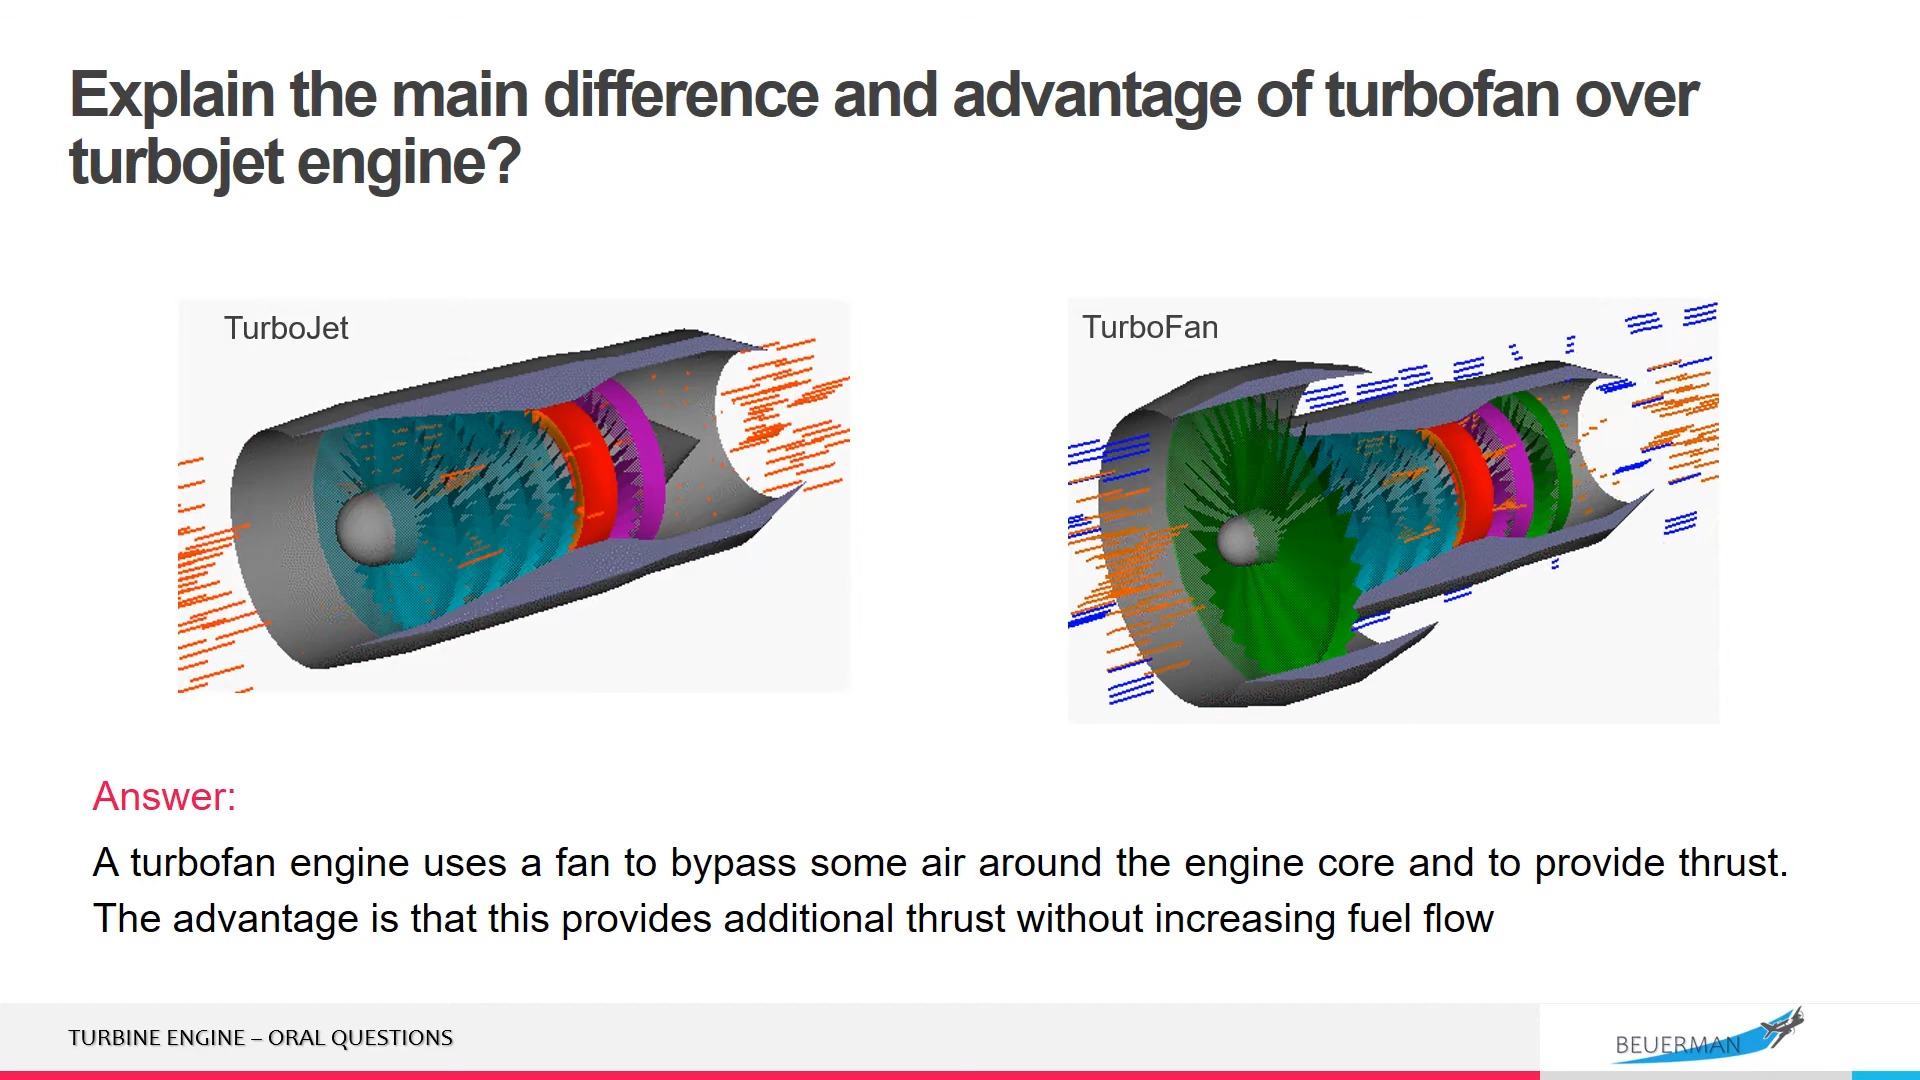 Explain the main difference and advantage of turbofan over
turbojet engine?
TurboJet
TurboFan
Answer:
A turbofan engine uses a fan to bypass some air around the engine core and to provide thrust.
The advantage is that this provides additional thrust without increasing fuel flow
TURBINE ENGINE – ORAL QUESTIONS
BEUERMAN